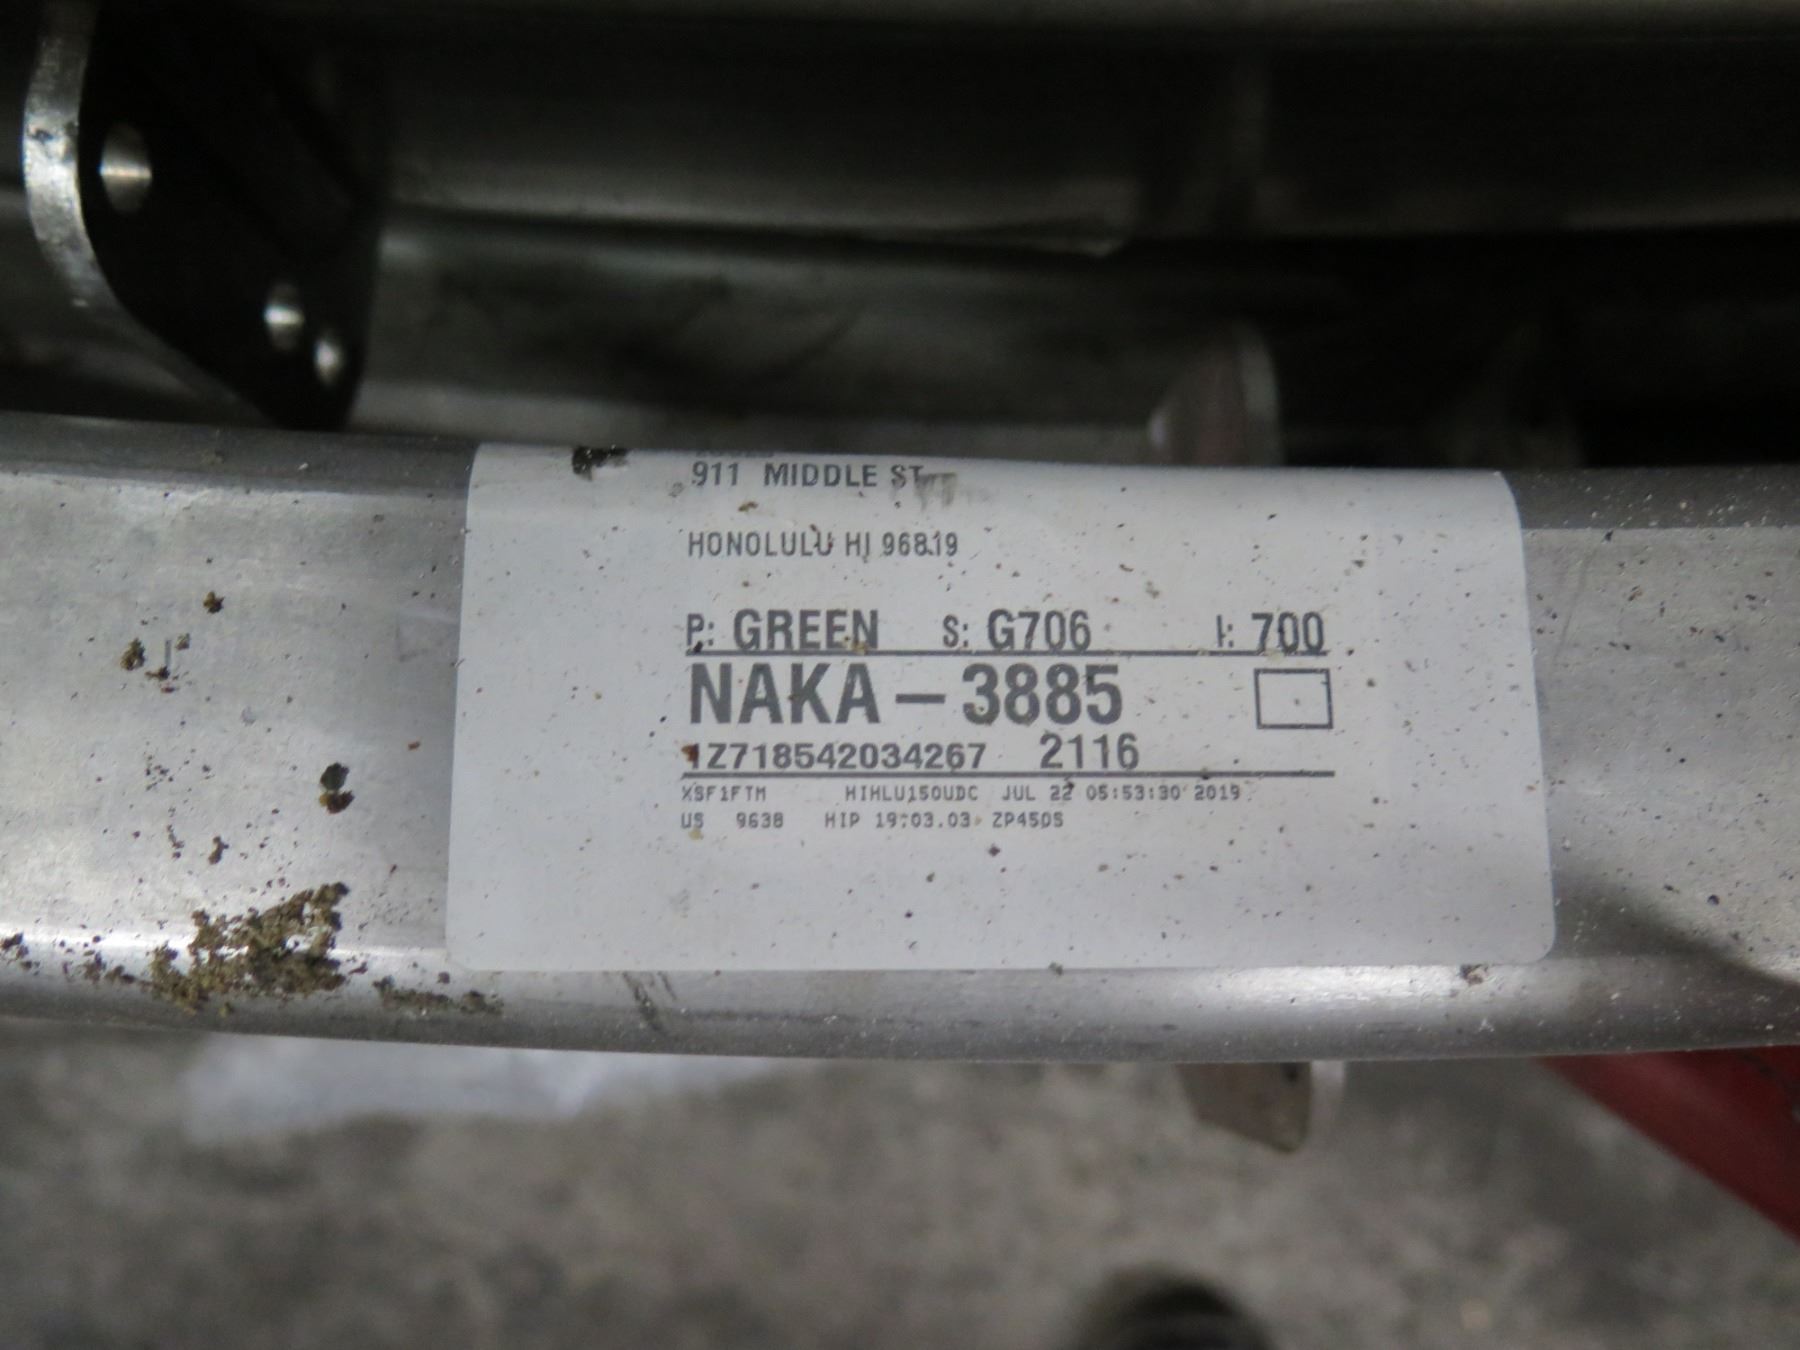 911 MIDDLE ST
HONOLULU HI 96819
P: GREEN S: G706 I: 700
NAKA – 3885
1Z718542034267 2116
XSF1FTM HIHLU150UDC JUL 22 05:53:30 2019
US 9638 HIP 19.03.03 ZP450S